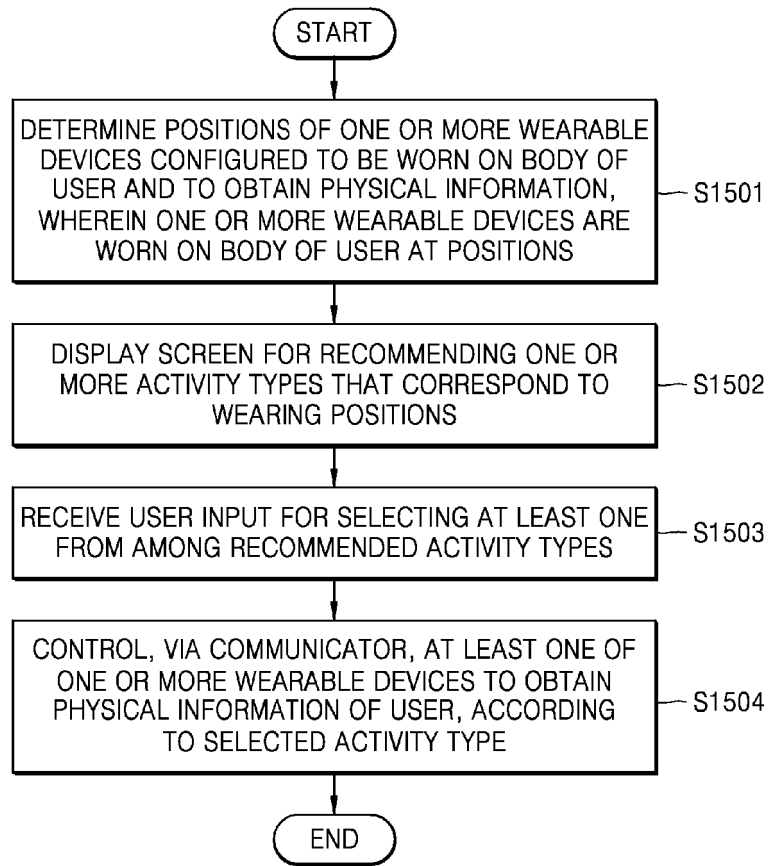 START
DETERMINE POSITIONS OF ONE OR MORE WEARABLE
DEVICES CONFIGURED TO BE WORN ON BODY OF
USER AND TO OBTAIN PHYSICAL INFORMATION,
WHEREIN ONE OR MORE WEARABLE DEVICES ARE
WORN ON BODY OF USER AT POSITIONS
S1501
DISPLAY SCREEN FOR RECOMMENDING ONE OR
MORE ACTIVITY TYPES THAT CORRESPOND TO
WEARING POSITIONS
S1502
RECEIVE USER INPUT FOR SELECTING AT LEAST ONE
FROM AMONG RECOMMENDED ACTIVITY TYPES
S1503
CONTROL, VIA COMMUNICATOR, AT LEAST ONE OF
ONE OR MORE WEARABLE DEVICES TO OBTAIN
PHYSICAL INFORMATION OF USER, ACCORDING
TO SELECTED ACTIVITY TYPE
S1504
END